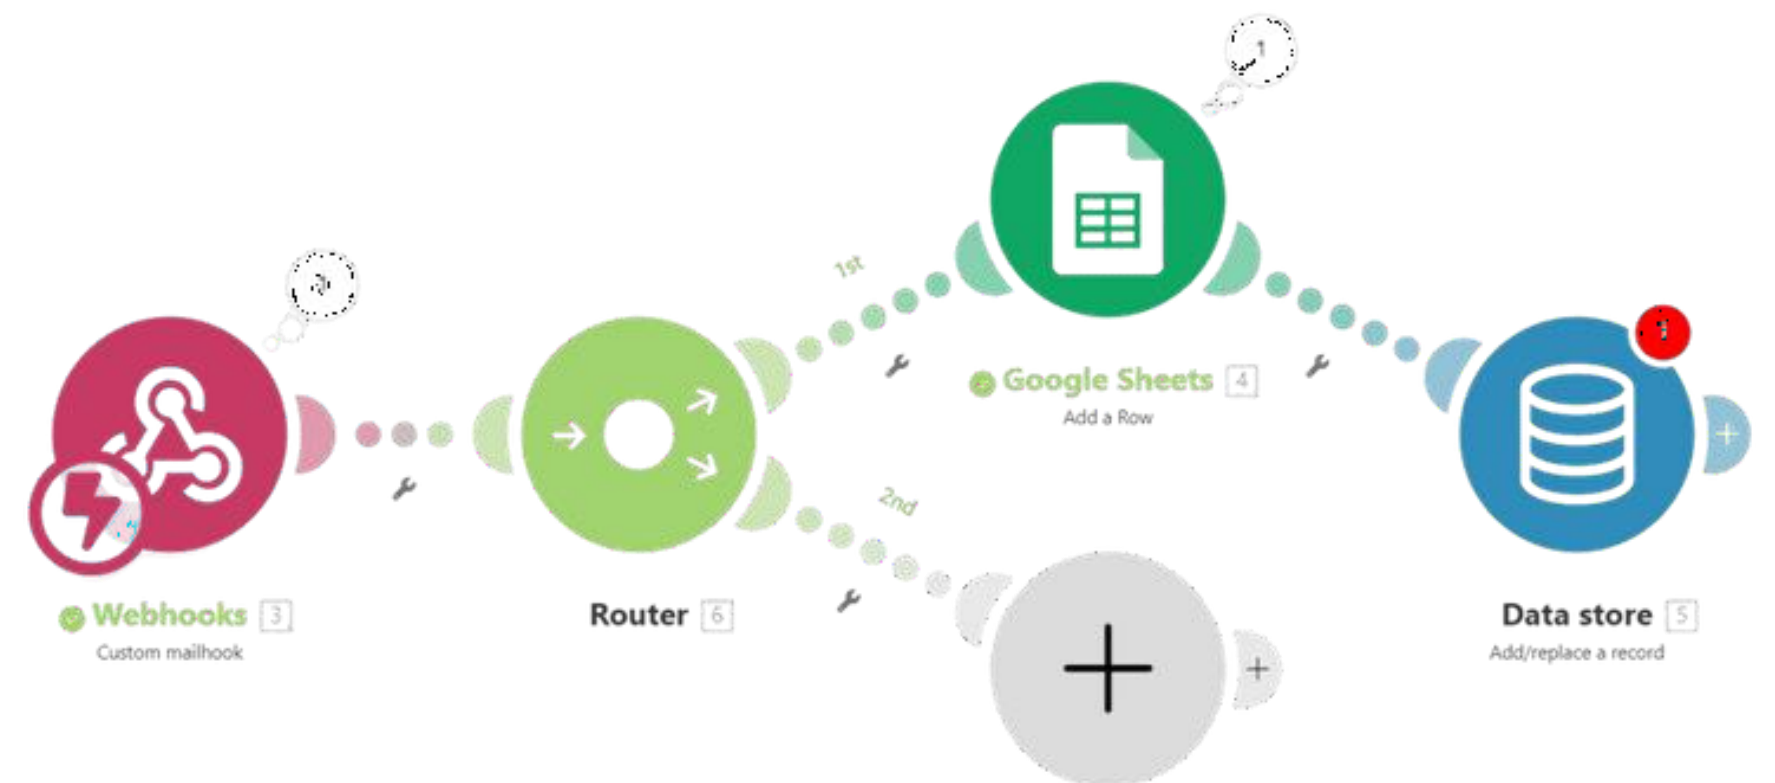 1
1st
Google Sheets 4
Add a Row
2nd
Webhooks 3
Custom mailhook
Router 6
Data store 5
Add/replace a record